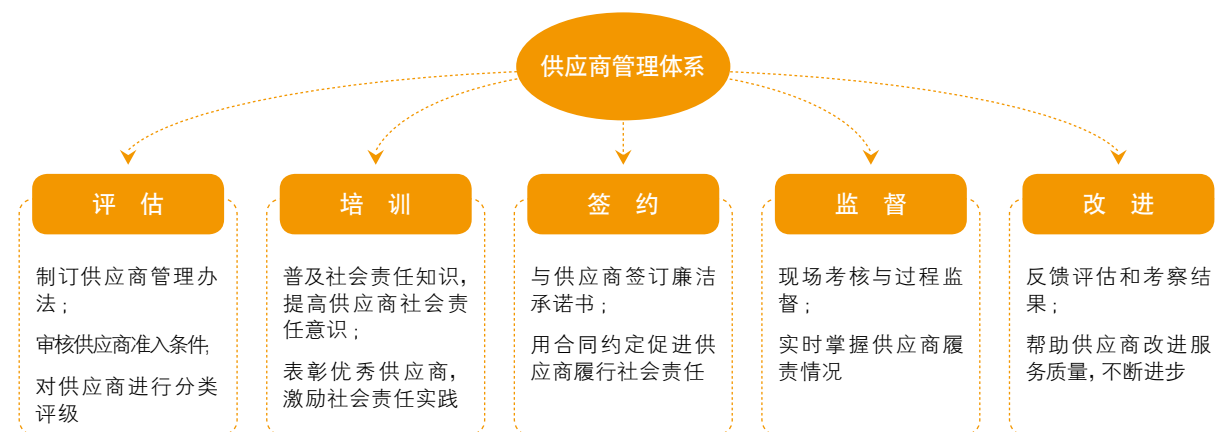 供应商管理体系
评 估
制订供应商管理办
法;
审核供应商准入条件;
对供应商进行分类
评级
培 训
普及社会责任知识,
提高供应商社会责
任意识;
表彰优秀供应商,
激励社会责任实践
签 约
与供应商签订廉洁
承诺书;
用合同约定促进供
应商履行社会责任
监 督
现场考核与过程监
督;
实时掌握供应商履
责情况
改 进
反馈评估和考察结
果;
帮助供应商改进服
务质量,不断进步